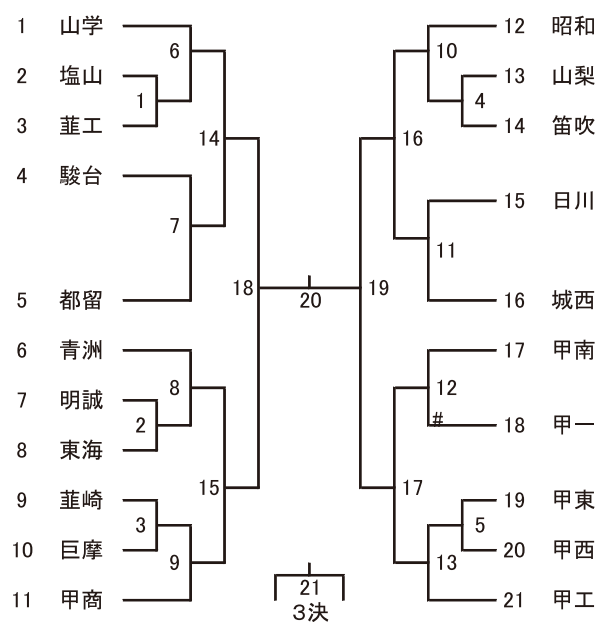 1 山学
2 塩山
3 韮工
4 駿台
5 都留
6 青洲
7 明誠
8 東海
9 韮崎
10 巨摩
11 甲商
6
1
14
7
18
8
2
15
3
9
20
21
3決
12 昭和
13 山梨
14 笛吹
15 日川
16 城西
17 甲南
18 甲一
19 甲東
20 甲西
21 甲工
10
4
16
11
19
12
#
17
5
13